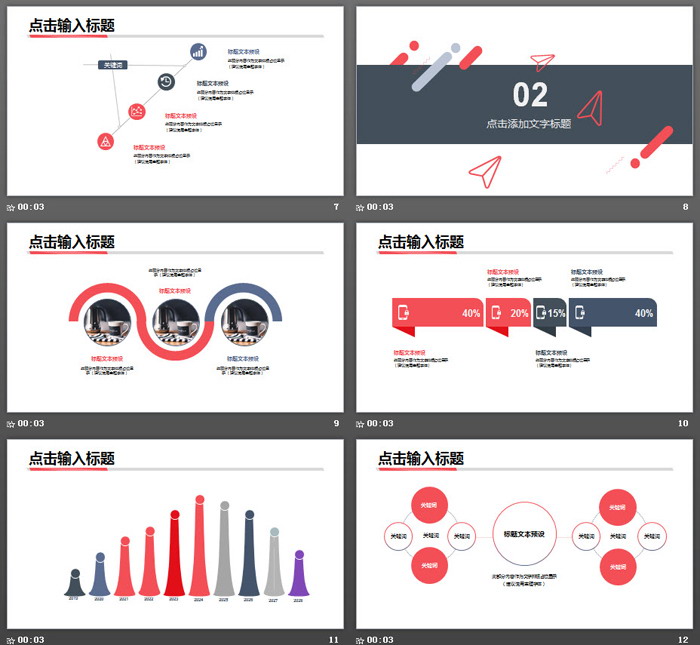 点击输入标题
关键词
标题文本预设
标题文本预设
标题文本预设
标题文本预设
00:03
7
02
点击添加文字标题
00:03
8
点击输入标题
标题文本预设
标题文本预设
标题文本预设
00:03
9
点击输入标题
标题文本预设
标题文本预设
40%
20%
15%
40%
标题文本预设
标题文本预设
00:03
10
点击输入标题
2019
2020
2021
2022
2023
2024
2025
2026
2027
2028
00:03
11
点击输入标题
关键词
关键词
关键词
关键词
关键词
标题文本预设
关键词
关键词
关键词
关键词
关键词
00:03
12